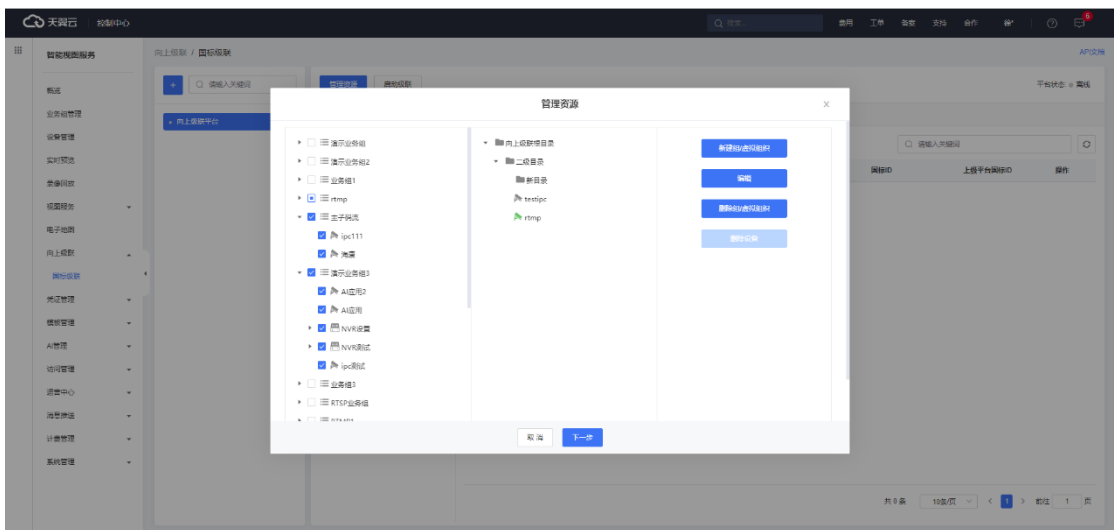 天翼云 控制中心 搜索... 费用 工单 备案 支持 合作 6
智能视图服务 向上级联 / 国标级联 API文档
概述
业务组管理
设备管理
实时预览
录像回放
视图服务
电子地图
向上级联
国标级联
凭证管理
模板管理
AI管理
访问管理
运营中心
消息推送
计费管理
系统管理
+ 请输入关键词 管理资源 启动级联 平台状态: 离线
向上级联平台
请输入关键词
国标ID 上级平台国标ID 操作
管理资源 ×
演示业务组
演示业务组2
业务组1
rtmp
主子码流
ipc111
海康
演示业务组3
AI应用2
AI应用
NVR设置
NVR测试
ipc测试
业务组3
RTSP业务组
RTMP1
向上级联根目录
二级目录
新目录
testipc
rtmp
新建组/虚拟组织
编辑
删除组/虚拟组织
删除设备
取消 下一步
共 0 条 10条/页 < 1 > 前往 1 页